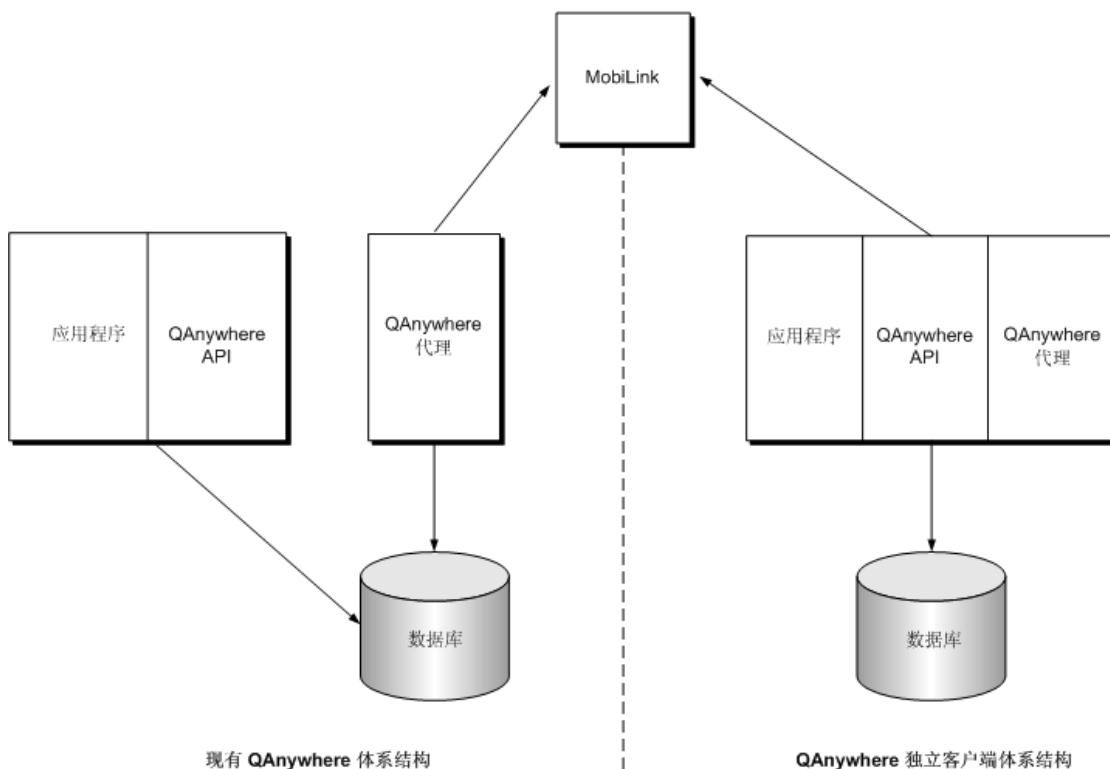 MobiLink
应用程序
QAnywhere
API
QAnywhere
代理
应用程序
QAnywhere
API
QAnywhere
代理
数据库
数据库
现有 QAnywhere 体系结构
QAnywhere 独立客户端体系结构